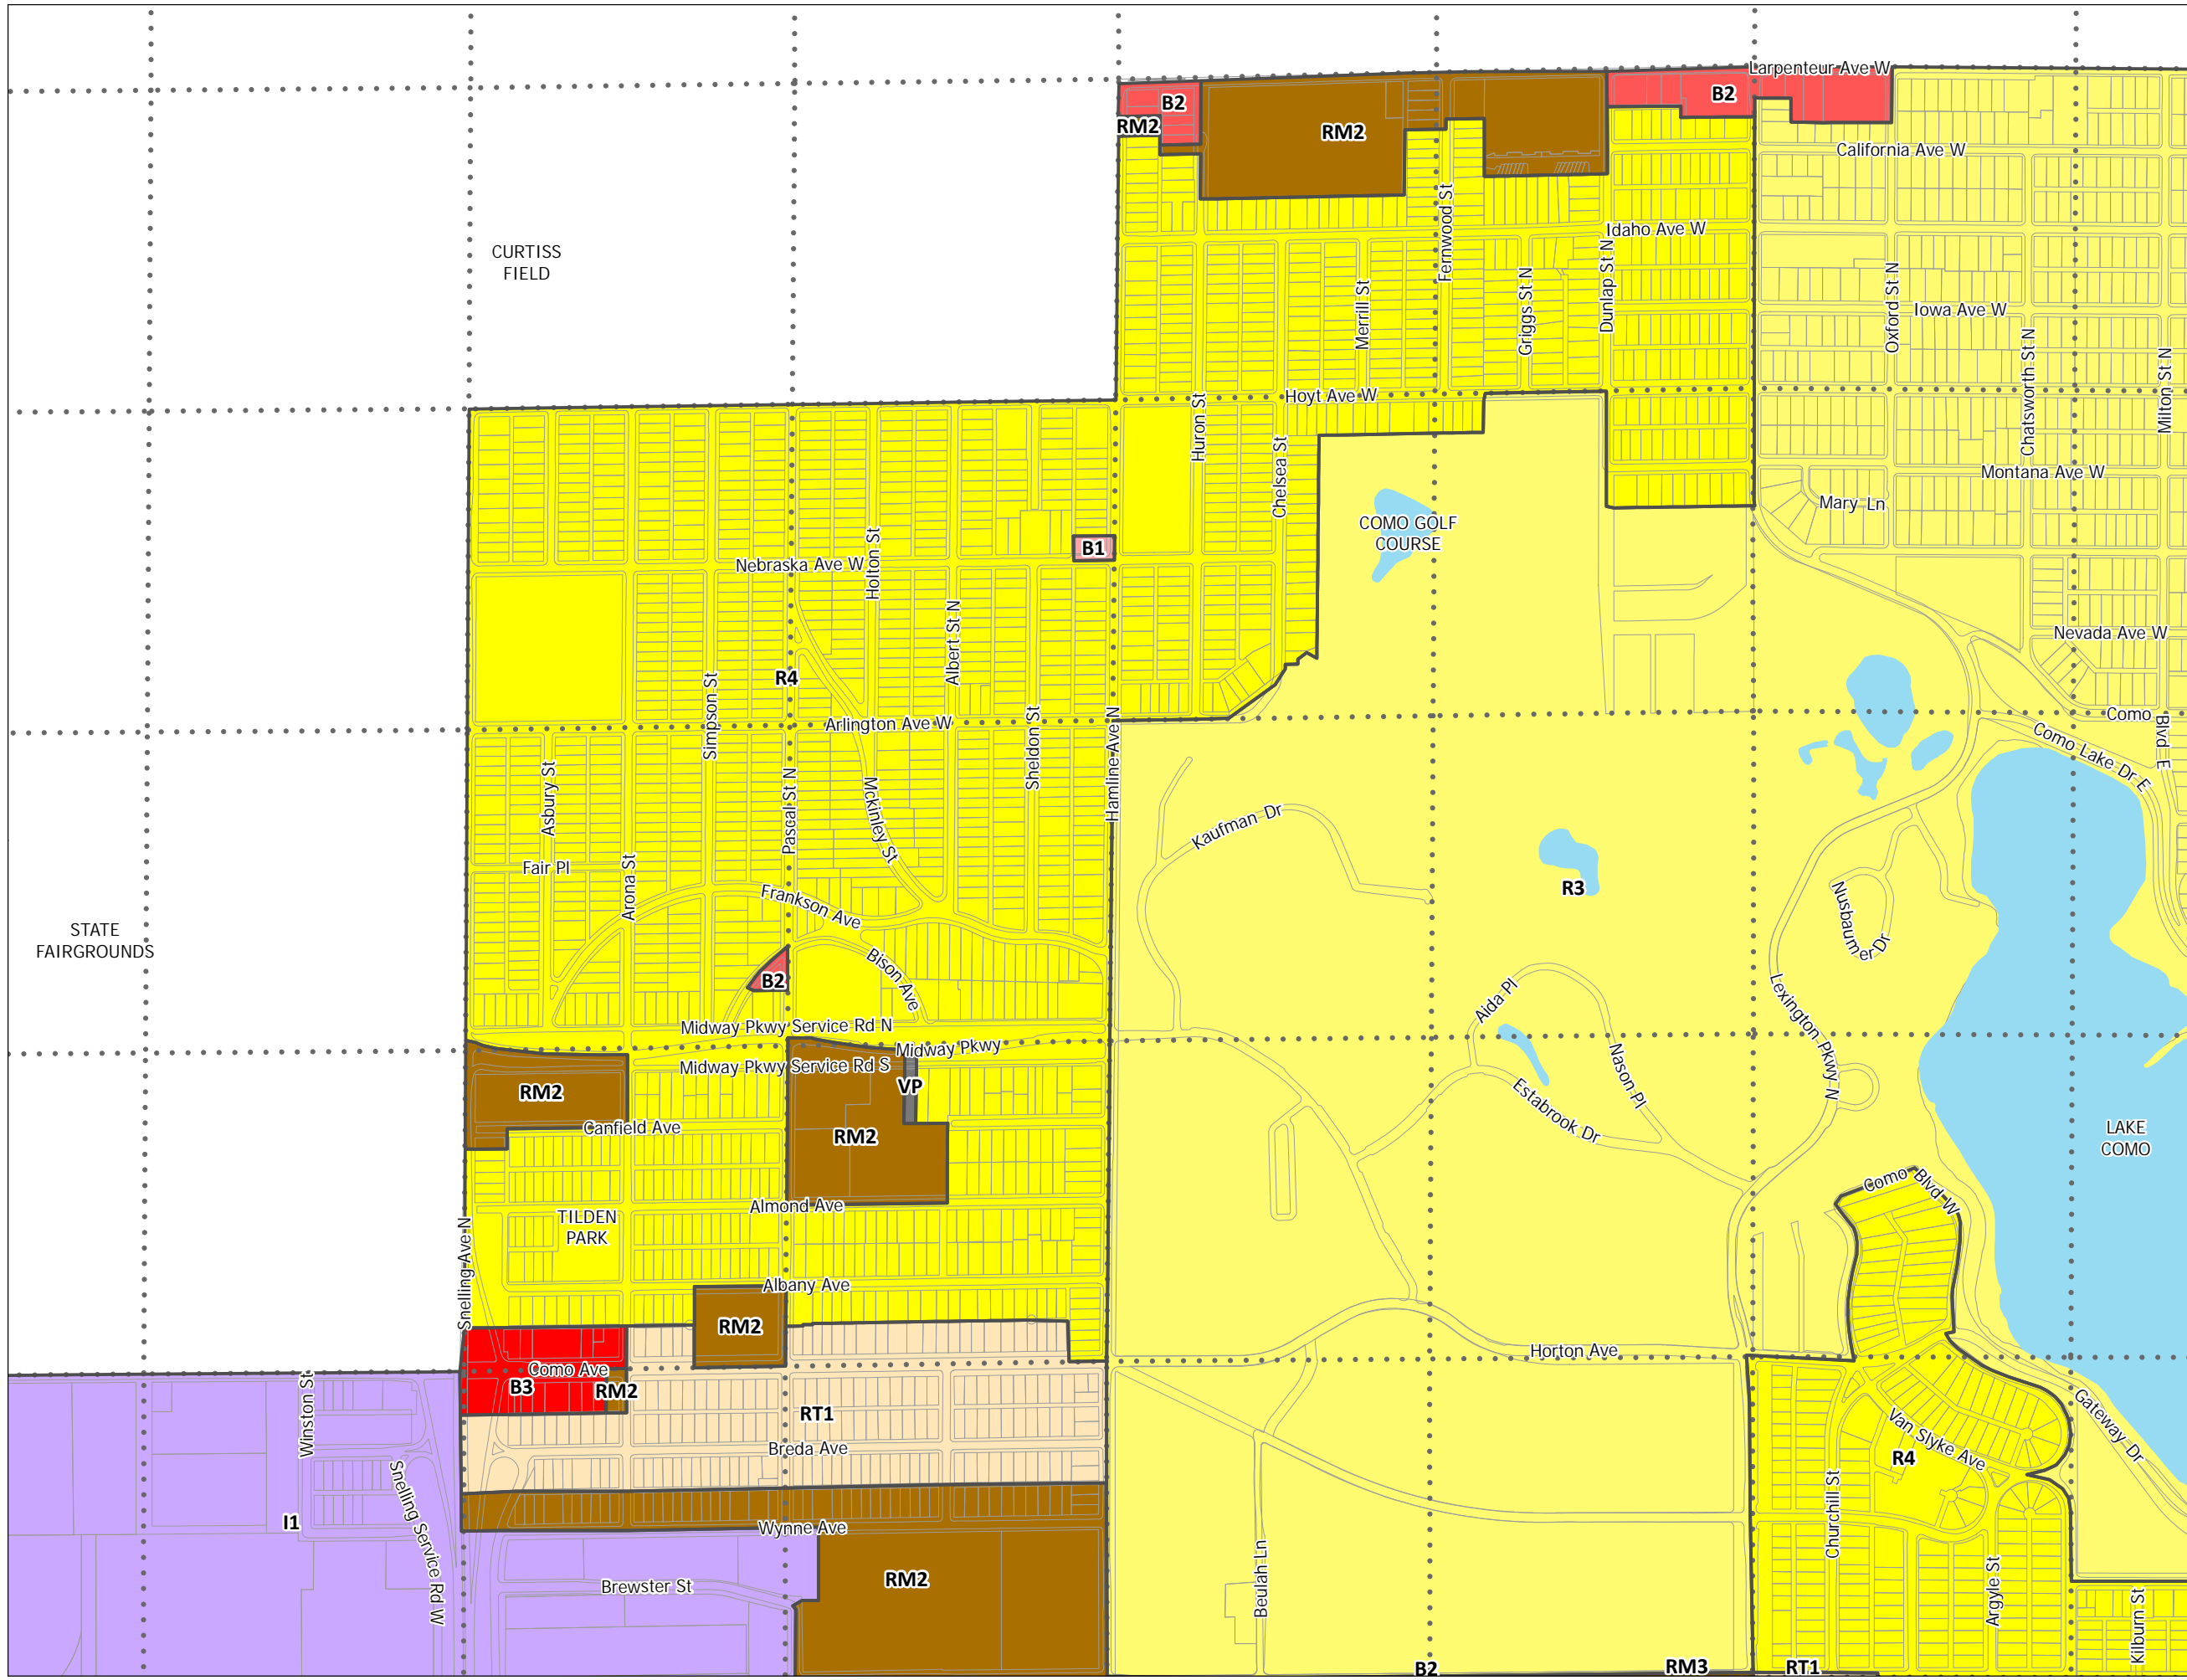 Larpenteur Ave W
B2
B2
RM2
RM2
California Ave W
Fernwood St
Idaho Ave W
CURTISS
FIELD
Merrill St
Griggs St N
Dunlap St N
Oxford St N
Iowa Ave W
Chatsworth St N
Milton St N
Hoyt Ave W
Huron St
Chelsea St
Montana Ave W
Mary Ln
COMO GOLF
COURSE
B1
Nebraska Ave W
Holton St
Albert St N
Nevada Ave W
R4
Simpson St
Arlington Ave W
Sheldon St
Hamline Ave N
Como
Blvd E
Como Lake Dr E
Asbury St
Pascal St N
Mckinley St
Kaufman Dr
Fair Pl
Arona St
Frankson Ave
R3
Nusbaumer Dr
STATE
FAIRGROUNDS
B2
Bison Ave
Aida Pl
Lexington Pkwy N
Midway Pkwy Service Rd N
Midway Pkwy
Midway Pkwy Service Rd S
VP
Nason Pl
RM2
Estabrook Dr
Canfield Ave
RM2
LAKE
COMO
Como Blvd W
Almond Ave
TILDEN
PARK
Snelling Ave N
Albany Ave
RM2
Horton Ave
Como Ave
B3
RM2
Winston St
RT1
Gateway Dr
Van Slyke Ave
R4
Breda Ave
Snelling Service Rd W
Churchill St
I1
Wynne Ave
RM2
Brewster St
Beulah Ln
Argyle St
Kilburn St
B2
RM3
RT1